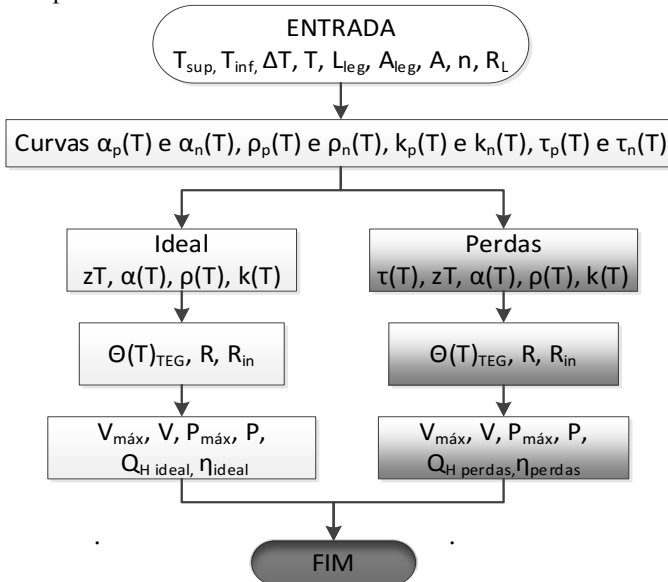 ENTRADA
T_sup, T_inf, ΔT, T, L_leg, A_leg, A, n, R_L
Curvas α_p(T) e α_n(T), ρ_p(T) e ρ_n(T), k_p(T) e k_n(T), τ_p(T) e τ_n(T)
Ideal
zT, α(T), ρ(T), k(T)
Perdas
τ(T), zT, α(T), ρ(T), k(T)
Θ(T)_TEG, R, R_in
Θ(T)_TEG, R, R_in
V_máx, V, P_máx, P,
Q_H ideal, η_ideal
V_máx, V, P_máx, P,
Q_H perdas, η_perdas
FIM